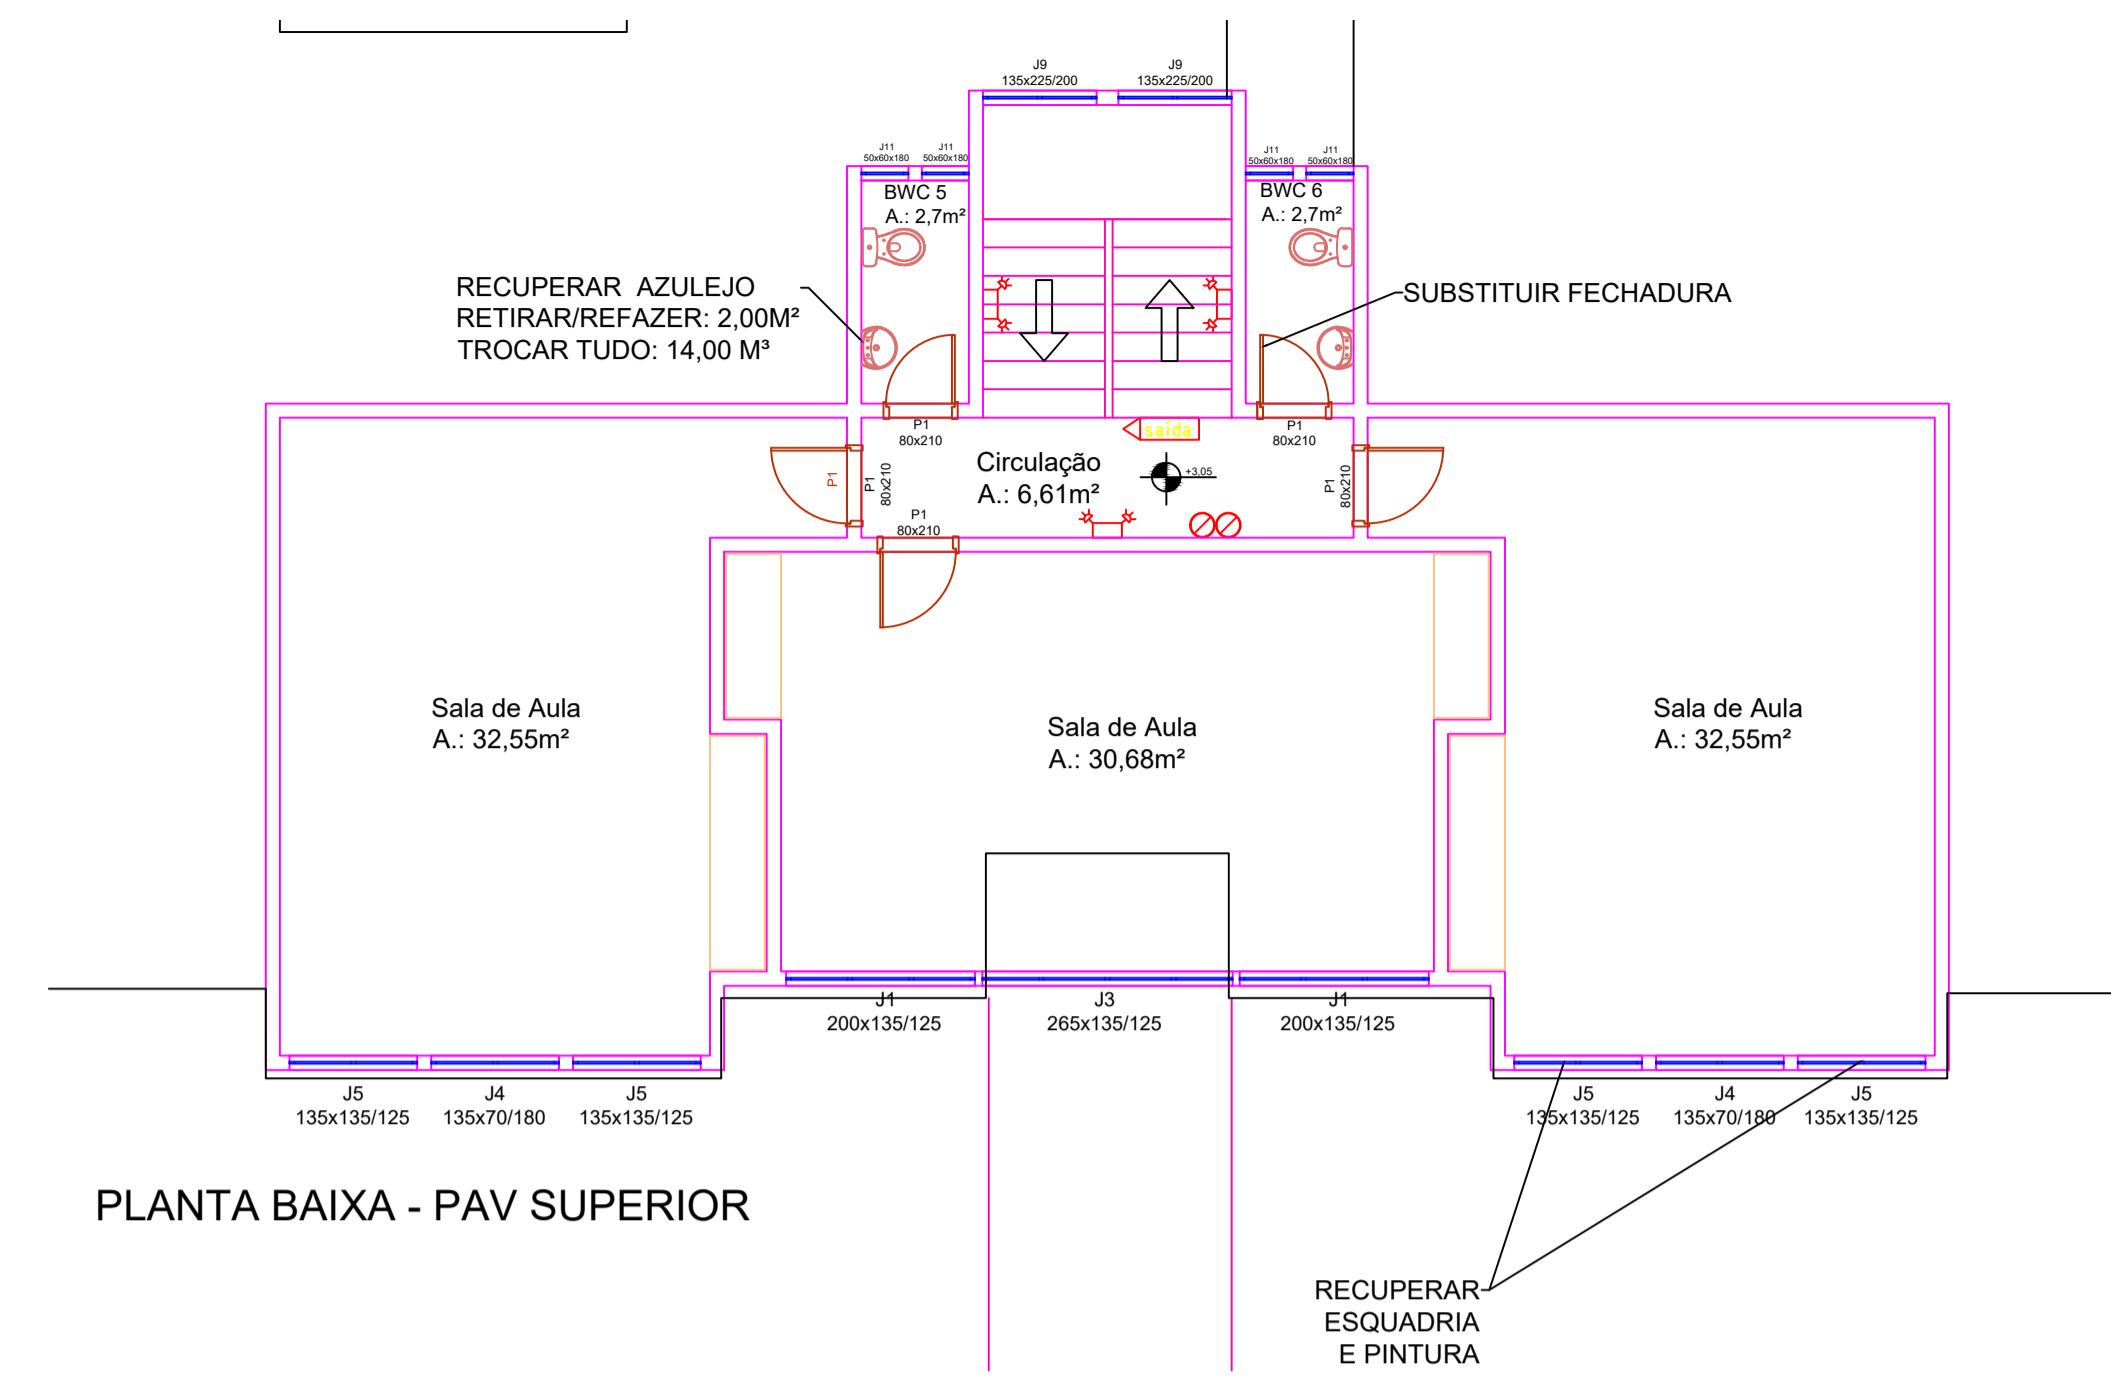 J9
135x225/200
J9
135x225/200
J11
50x60x180
J11
50x60x180
J11
50x60x180
J11
50x60x180
BWC 5
A.: 2,7m²
BWC 6
A.: 2,7m²
RECUPERAR AZULEJO
RETIRAR/REFAZER: 2,00M²
TROCAR TUDO: 14,00 M³
SUBSTITUIR FECHADURA
P1
80x210
saída
P1
80x210
Circulação
A.: 6,61m²
+3,05
P1
P1
80x210
P1
80x210
P1
80x210
Sala de Aula
A.: 32,55m²
Sala de Aula
A.: 30,68m²
Sala de Aula
A.: 32,55m²
J1
200x135/125
J3
265x135/125
J1
200x135/125
J5
135x135/125
J4
135x70/180
J5
135x135/125
J5
135x135/125
J4
135x70/180
J5
135x135/125
PLANTA BAIXA - PAV SUPERIOR
RECUPERAR
ESQUADRIA
E PINTURA